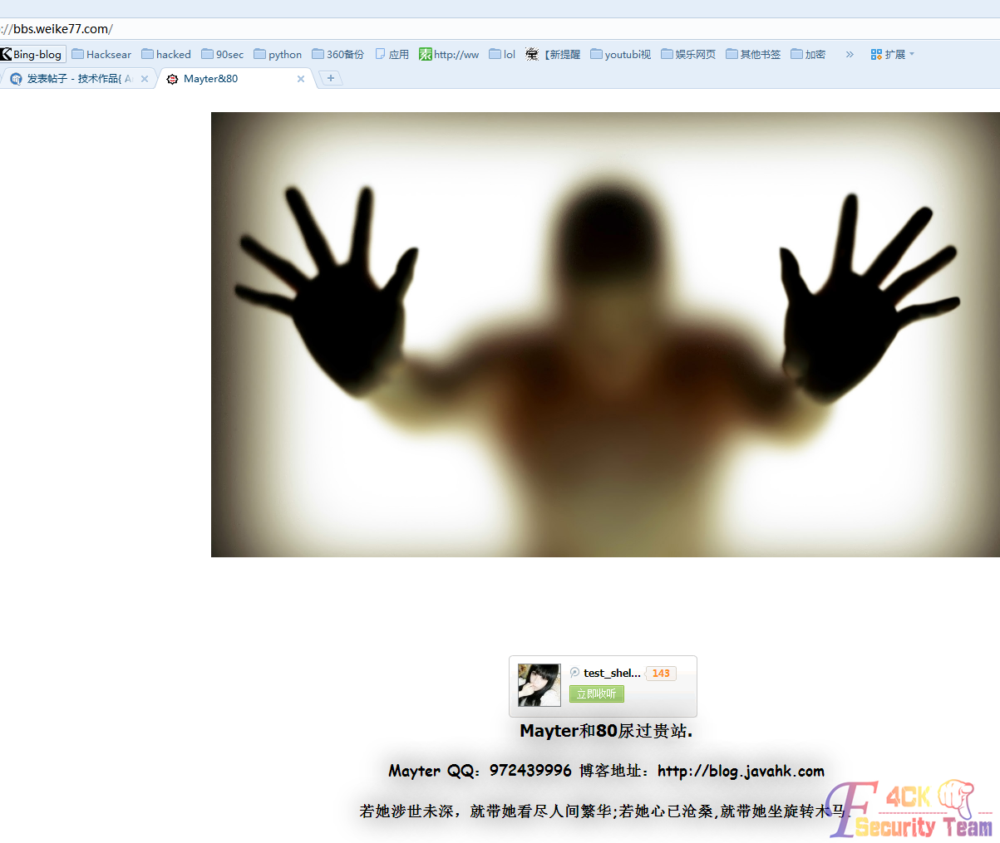 ://bbs.weike77.com/
Bing-blog Hacksear hacked 90sec python 360备份 应用 素 http://ww lol 【新提醒 youtubi视 娱乐网页 其他书签 加密 » 扩展
发表帖子 - 技术作品{ A Mayter&80
test_shel... 143
立即收听
Mayter和80尿过贵站.
Mayter QQ：972439996 博客地址：http://blog.javahk.com
若她涉世未深，就带她看尽人间繁华;若她心已沧桑,就带她坐旋转木马.
F4CK
Security Team